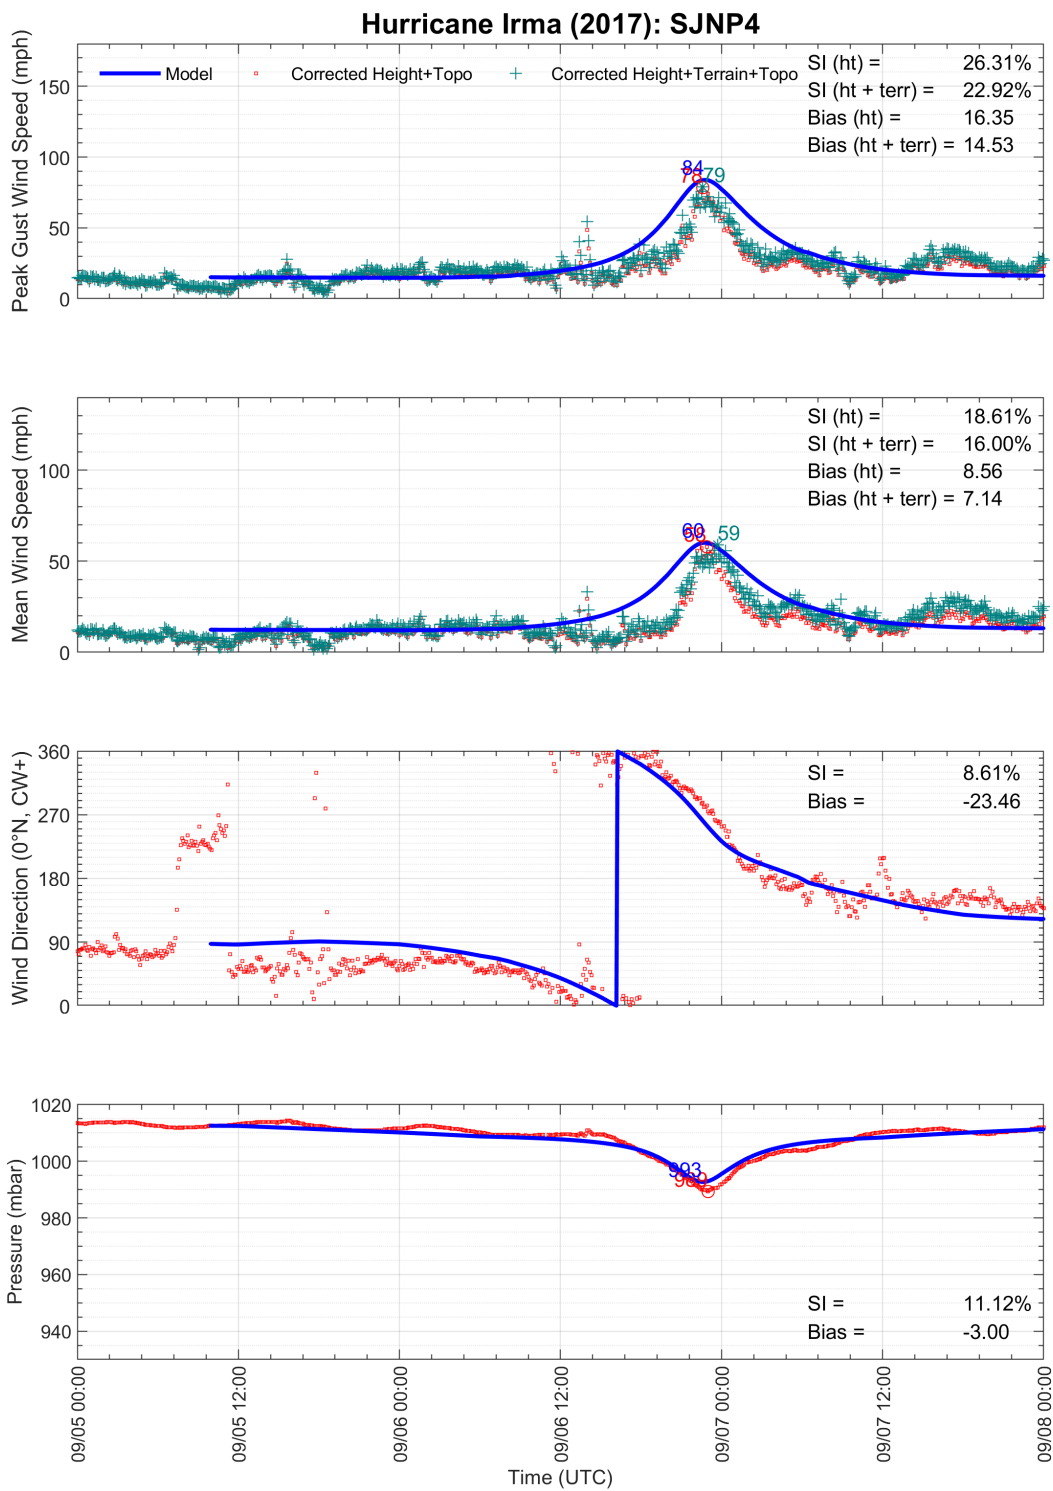 Hurricane Irma (2017): SJNP4
Peak Gust Wind Speed (mph)
Model
Corrected Height+Topo
Corrected Height+Terrain+Topo
SI (ht) = 26.31%
SI (ht + terr) = 22.92%
Bias (ht) = 16.35
Bias (ht + terr) = 14.53
150
100
50
0
84
78
79
Mean Wind Speed (mph)
SI (ht) = 18.61%
SI (ht + terr) = 16.00%
Bias (ht) = 8.56
Bias (ht + terr) = 7.14
100
50
0
60
59
Wind Direction (0°N, CW+)
SI = 8.61%
Bias = -23.46
360
270
180
90
0
Pressure (mbar)
1020
1000
980
960
940
993
SI = 11.12%
Bias = -3.00
09/05 00:00
09/05 12:00
09/06 00:00
09/06 12:00
09/07 00:00
09/07 12:00
09/08 00:00
Time (UTC)